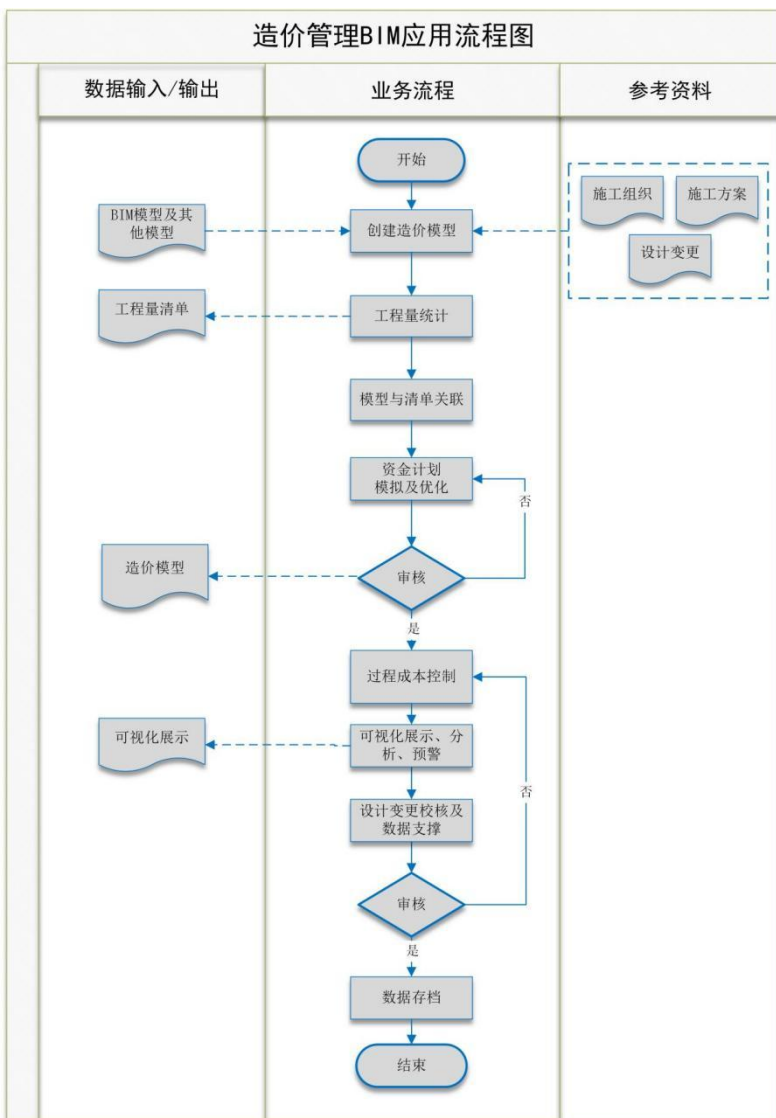 造价管理BIM应用流程图
数据输入/输出
业务流程
参考资料
开始
BIM模型及其
他模型
创建造价模型
施工组织
施工方案
设计变更
工程量清单
工程量统计
模型与清单关联
资金计划
模拟及优化
否
造价模型
审核
是
过程成本控制
可视化展示
可视化展示、分
析、预警
否
设计变更校核及
数据支撑
审核
是
数据存档
结束